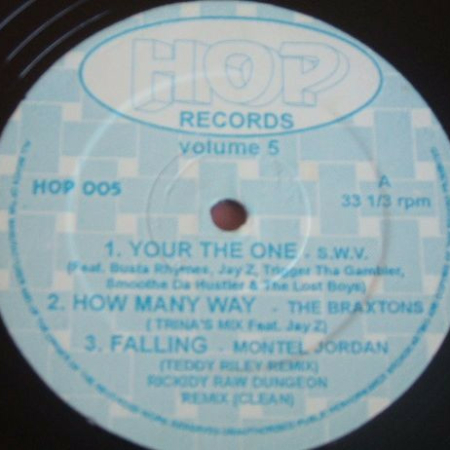 HOP
RECORDS
volume 5
HOP 005
A
33 1/3 rpm
1. YOUR THE ONE - S.W.V.
(Feat. Busta Rhymes, Jay Z, Trigger Tha Gambler,
Smoothe Da Hustler & The Lost Boys)
2. HOW MANY WAY - THE BRAXTONS
( TRINA'S MIX Feat. Jay Z)
3. FALLING - MONTEL JORDAN
(TEDDY RILEY REMIX)
RICKIDY RAW DUNGEON
REMIX (CLEAN)